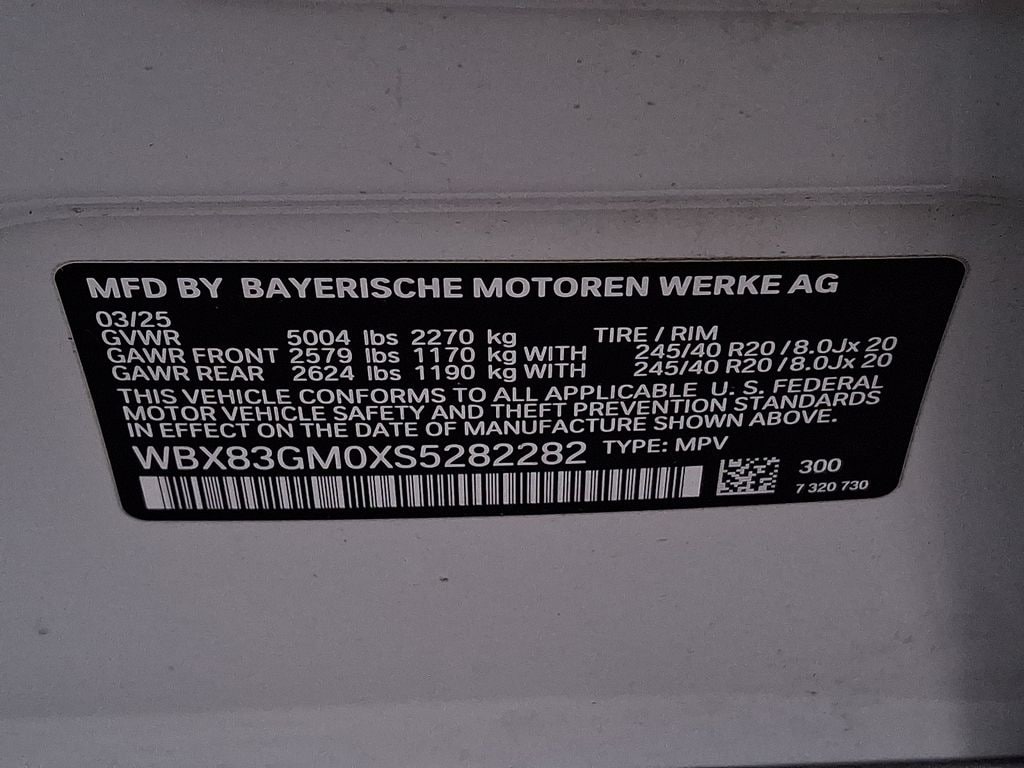 MFD BY BAYERISCHE MOTOREN WERKE AG
03/25
GVWR 5004 lbs 2270 kg TIRE / RIM
GAWR FRONT 2579 lbs 1170 kg WITH 245/40 R20 / 8.0Jx 20
GAWR REAR 2624 lbs 1190 kg WITH 245/40 R20 / 8.0Jx 20
THIS VEHICLE CONFORMS TO ALL APPLICABLE U. S. FEDERAL
MOTOR VEHICLE SAFETY AND THEFT PREVENTION STANDARDS
IN EFFECT ON THE DATE OF MANUFACTURE SHOWN ABOVE.
WBX83GM0XS5282282 TYPE: MPV
300
7 320 730